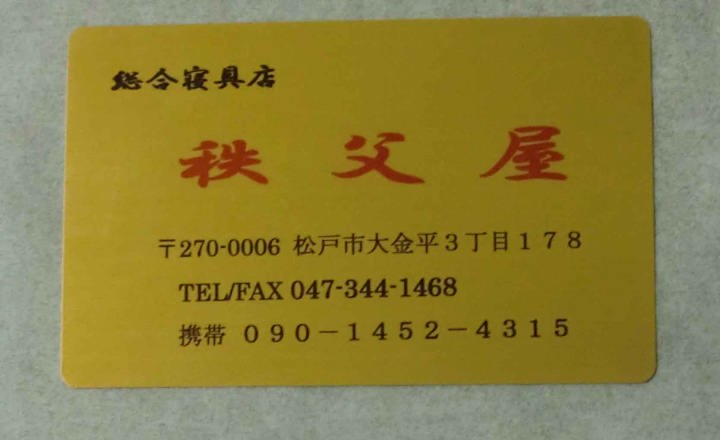 総合寝具店
秩父屋
〒270-0006 松戸市大金平３丁目１７８
TEL/FAX 047-344-1468
携帯 ０９０－１４５２－４３１５